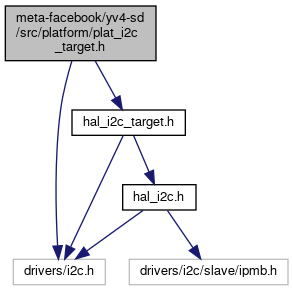 meta-facebook/yv4-sd
/src/platform/plat_i2c
_target.h
hal_i2c_target.h
hal_i2c.h
drivers/i2c.h
drivers/i2c/slave/ipmb.h